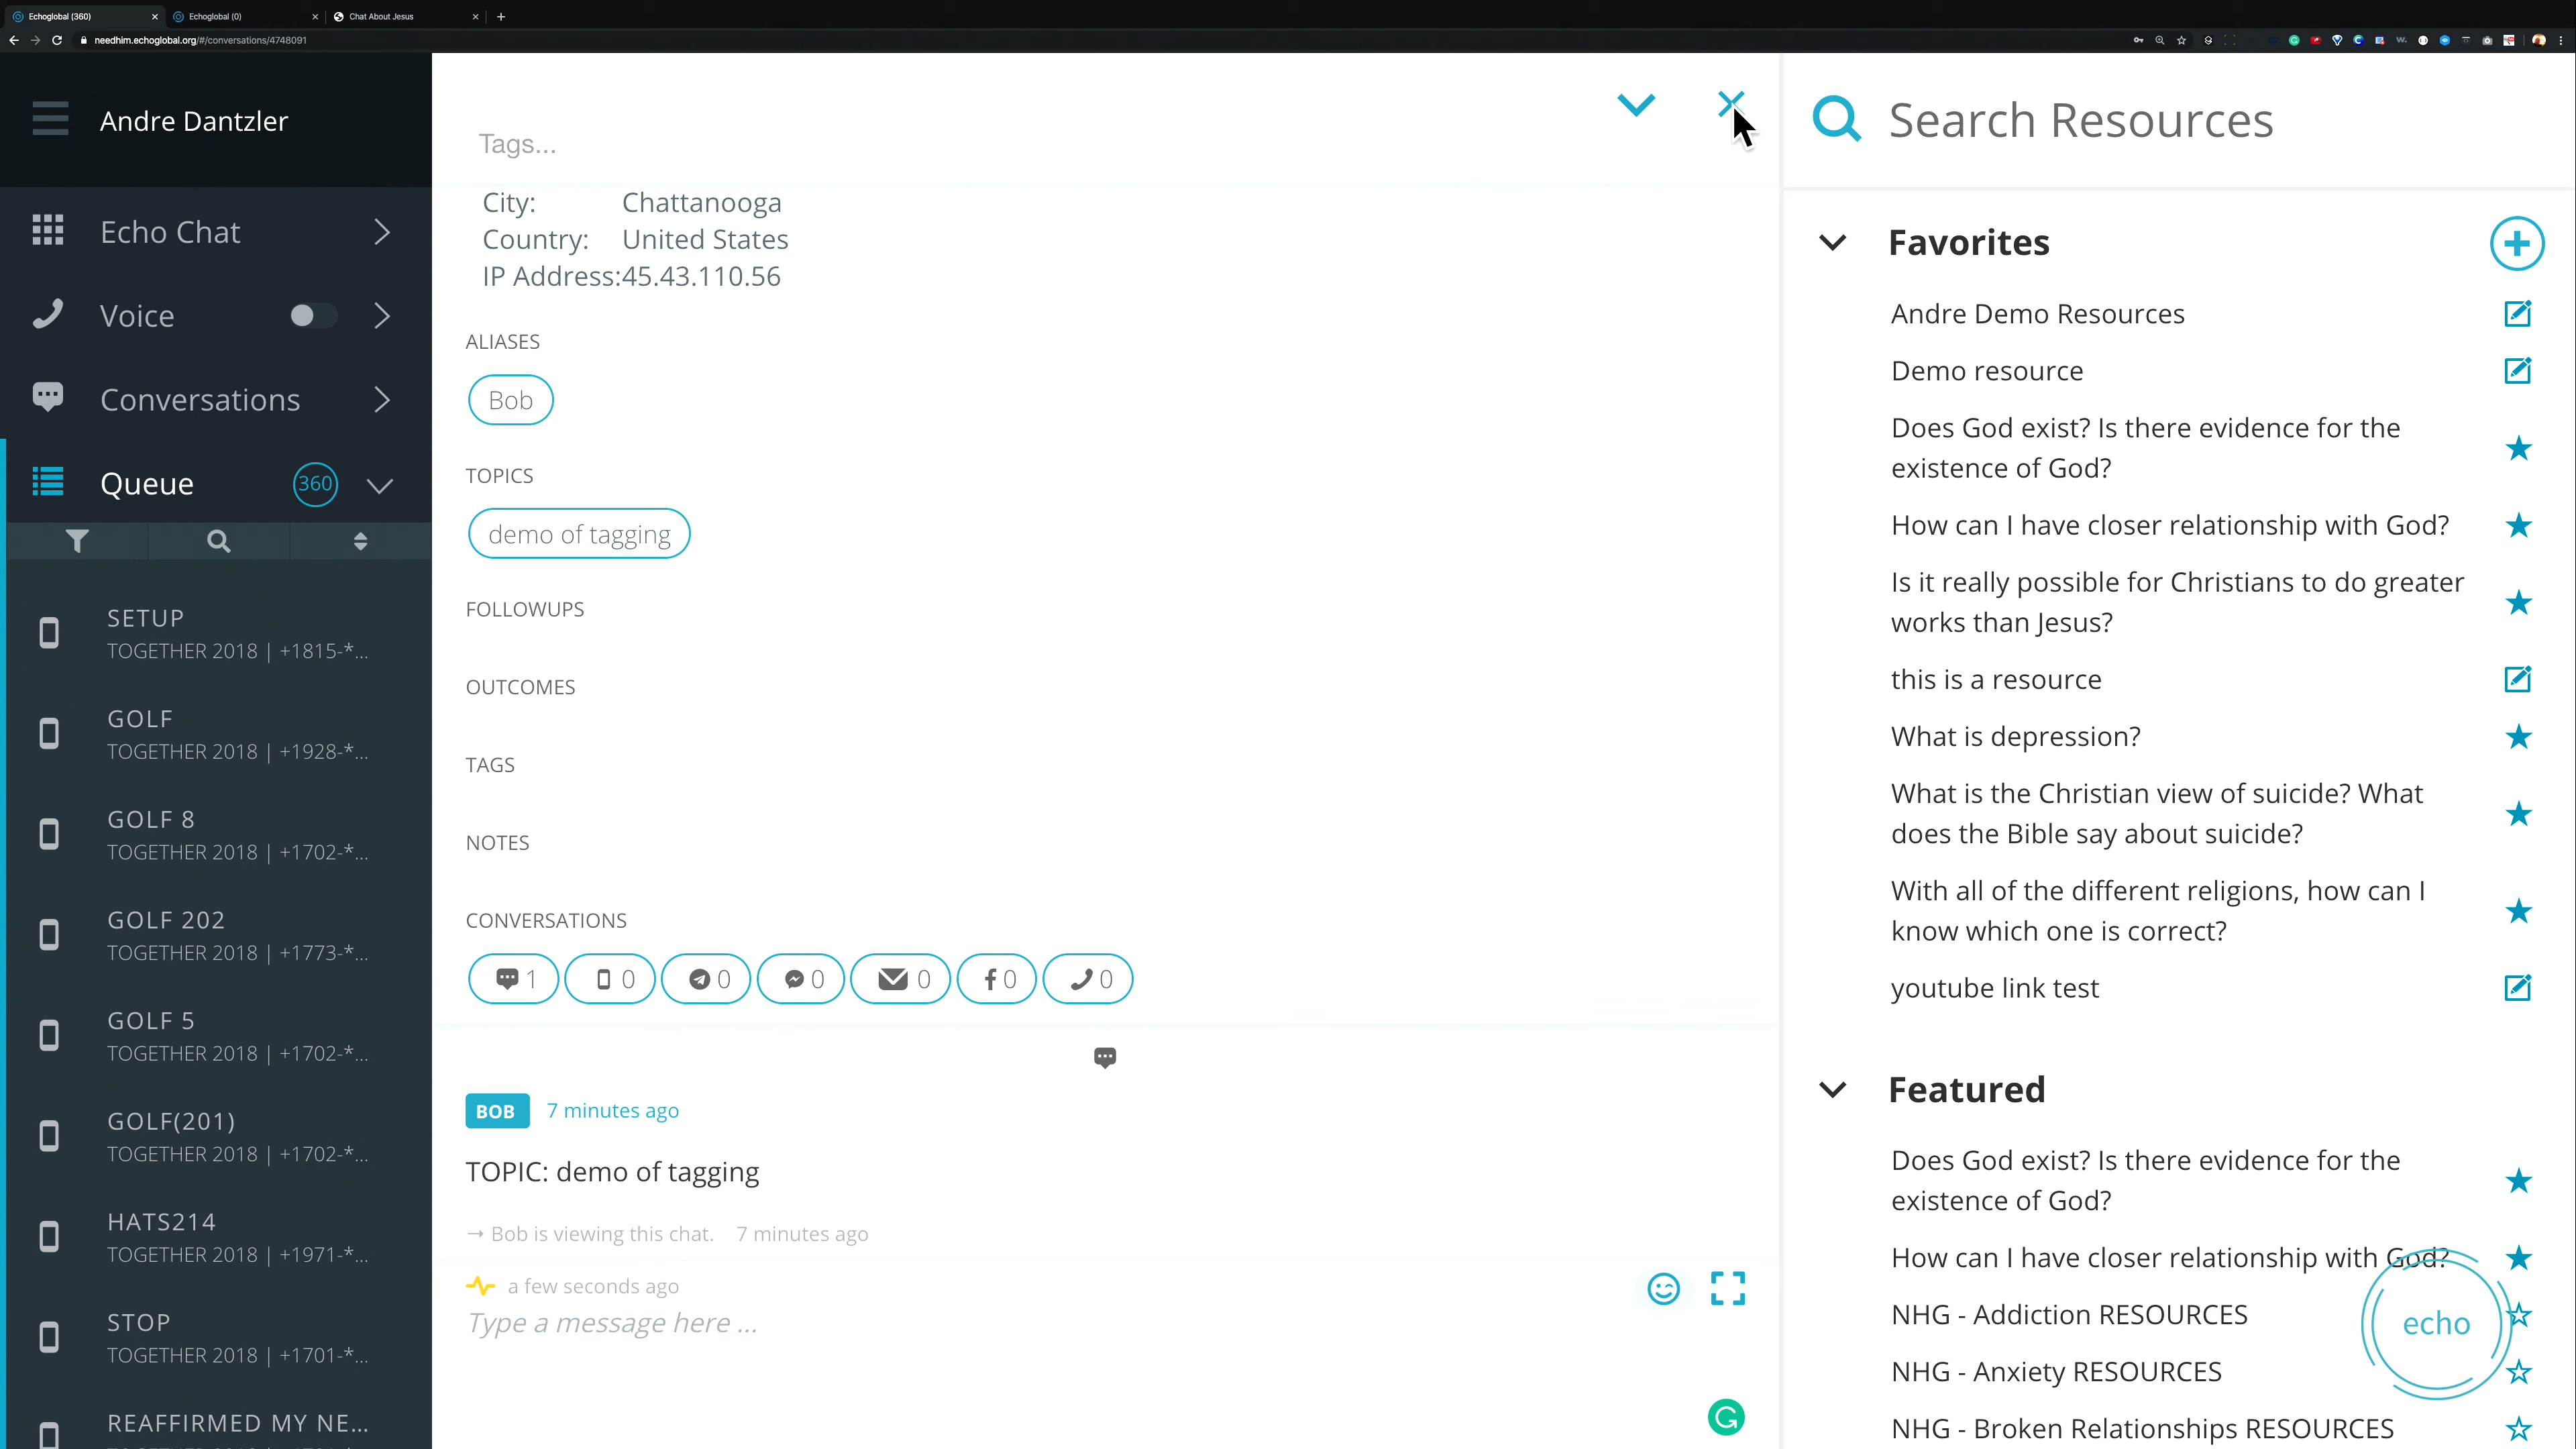 Echoglobal (360)
Echoglobal (0)
Chat About Jesus
needhim.echoglobal.org/#/conversations/4748091
Andre Dantzler
Echo Chat
Voice
Conversations
Queue
360
SETUP
TOGETHER 2018 | +1815-*...
GOLF
TOGETHER 2018 | +1928-*...
GOLF 8
TOGETHER 2018 | +1702-*...
GOLF 202
TOGETHER 2018 | +1773-*...
GOLF 5
TOGETHER 2018 | +1702-*...
GOLF(201)
TOGETHER 2018 | +1702-*...
HATS214
TOGETHER 2018 | +1971-*...
STOP
TOGETHER 2018 | +1701-*...
REAFFIRMED MY NE...
Tags...
City: Chattanooga
Country: United States
IP Address:45.43.110.56
ALIASES
Bob
TOPICS
demo of tagging
FOLLOWUPS
OUTCOMES
TAGS
NOTES
CONVERSATIONS
1 0 0 0 0 0 0
BOB 7 minutes ago
TOPIC: demo of tagging
→ Bob is viewing this chat. 7 minutes ago
a few seconds ago
Type a message here ...
Search Resources
Favorites
Andre Demo Resources
Demo resource
Does God exist? Is there evidence for the
existence of God?
How can I have closer relationship with God?
Is it really possible for Christians to do greater
works than Jesus?
this is a resource
What is depression?
What is the Christian view of suicide? What
does the Bible say about suicide?
With all of the different religions, how can I
know which one is correct?
youtube link test
Featured
Does God exist? Is there evidence for the
existence of God?
How can I have closer relationship with God?
NHG - Addiction RESOURCES
NHG - Anxiety RESOURCES
NHG - Broken Relationships RESOURCES
echo